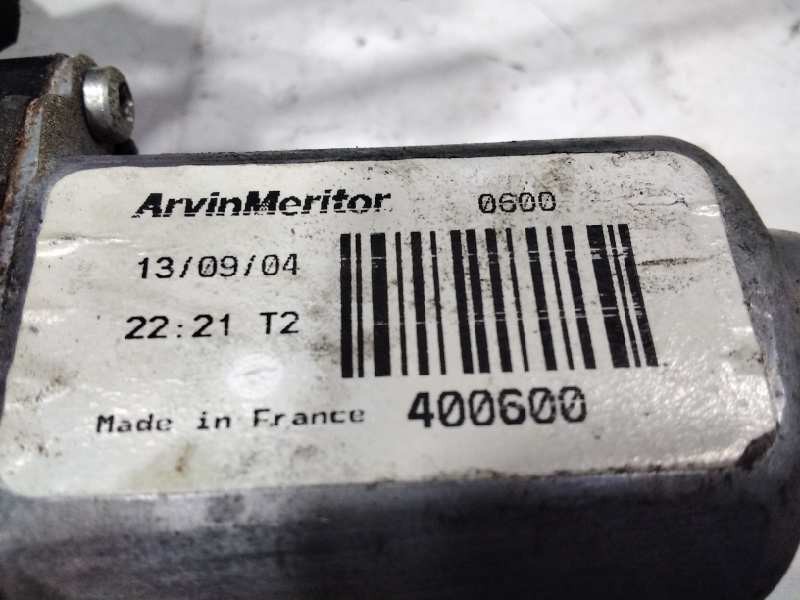 ArvinMeritor 0600
13/09/04
22:21 T2
Made in France 400600